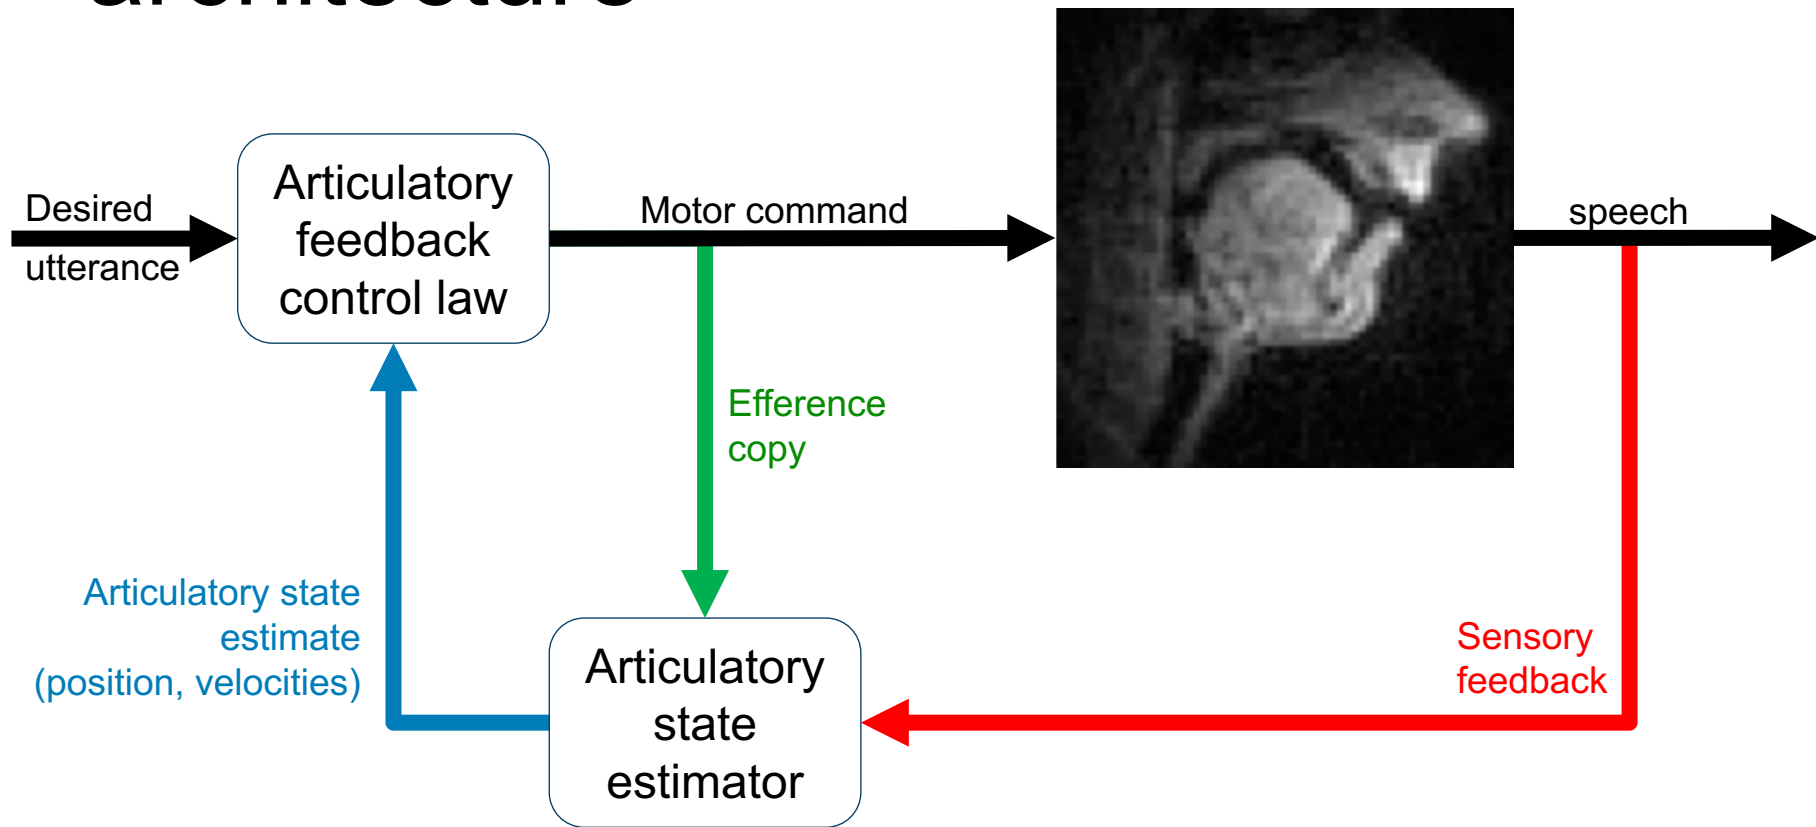 architecture
Desired
utterance
Articulatory
feedback
control law
Motor command
speech
Efference
copy
Articulatory state
estimate
(position, velocities)
Articulatory
state
estimator
Sensory
feedback